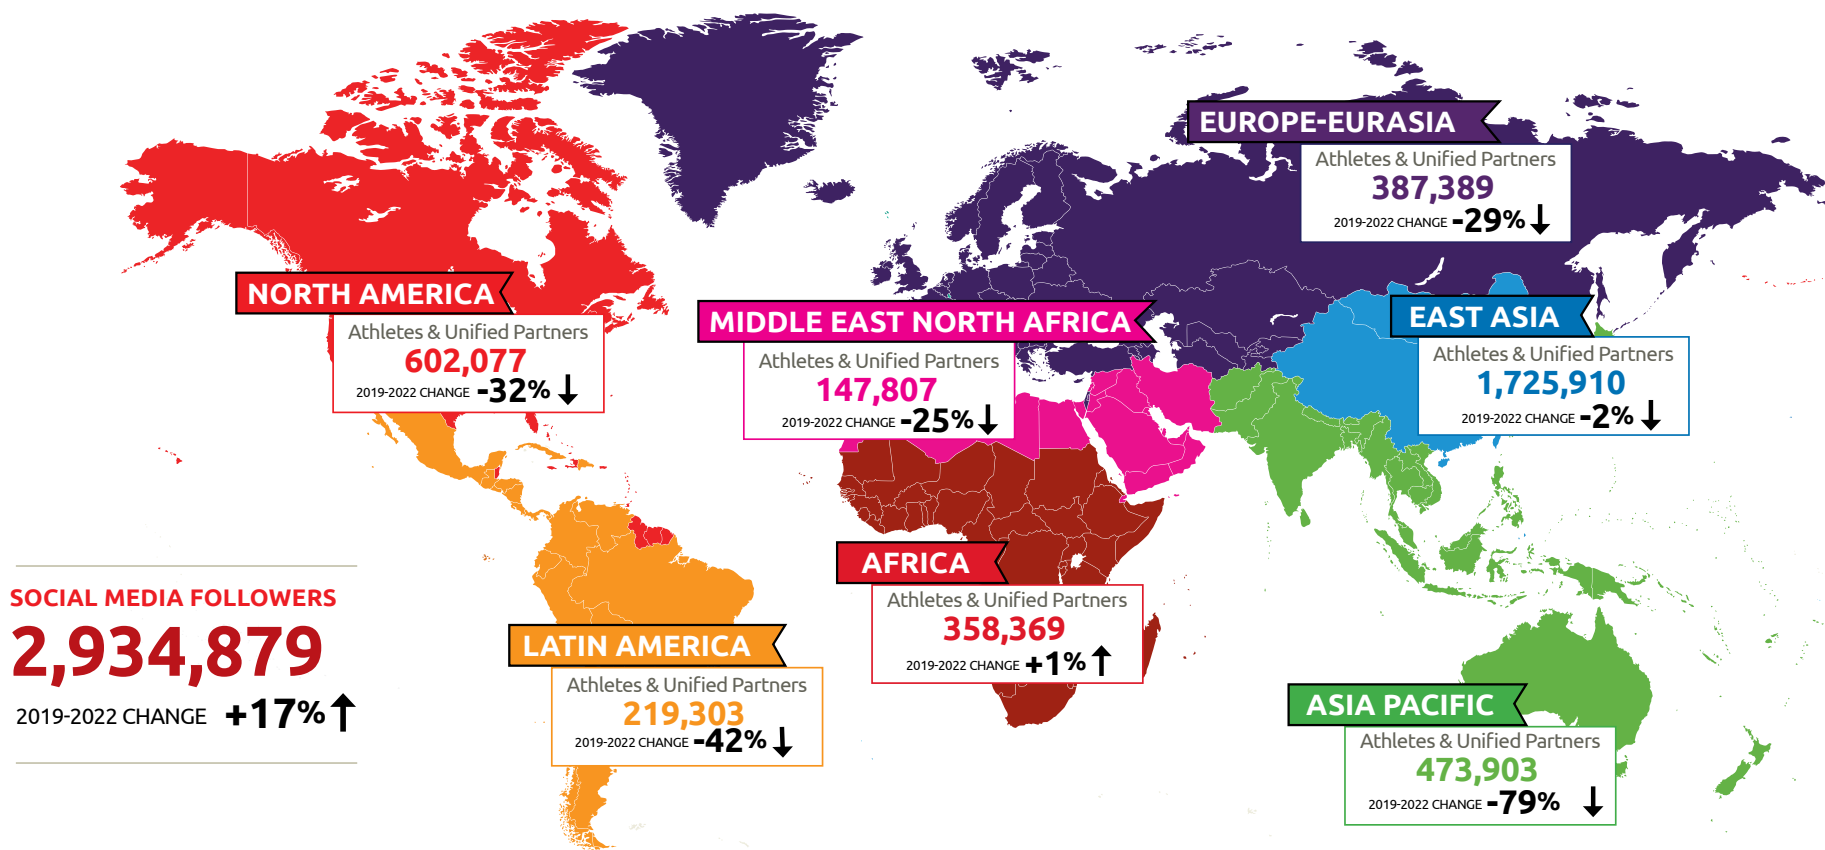 EUROPE-EURASIA
Athletes & Unified Partners
387,389
2019-2022 CHANGE -29%
NORTH AMERICA
Athletes & Unified Partners
602,077
2019-2022 CHANGE -32%
MIDDLE EAST NORTH AFRICA
Athletes & Unified Partners
147,807
2019-2022 CHANGE -25%
EAST ASIA
Athletes & Unified Partners
1,725,910
2019-2022 CHANGE -2%
AFRICA
Athletes & Unified Partners
358,369
2019-2022 CHANGE +1%
SOCIAL MEDIA FOLLOWERS
2,934,879
2019-2022 CHANGE +17%
LATIN AMERICA
Athletes & Unified Partners
219,303
2019-2022 CHANGE -42%
ASIA PACIFIC
Athletes & Unified Partners
473,903
2019-2022 CHANGE -79%